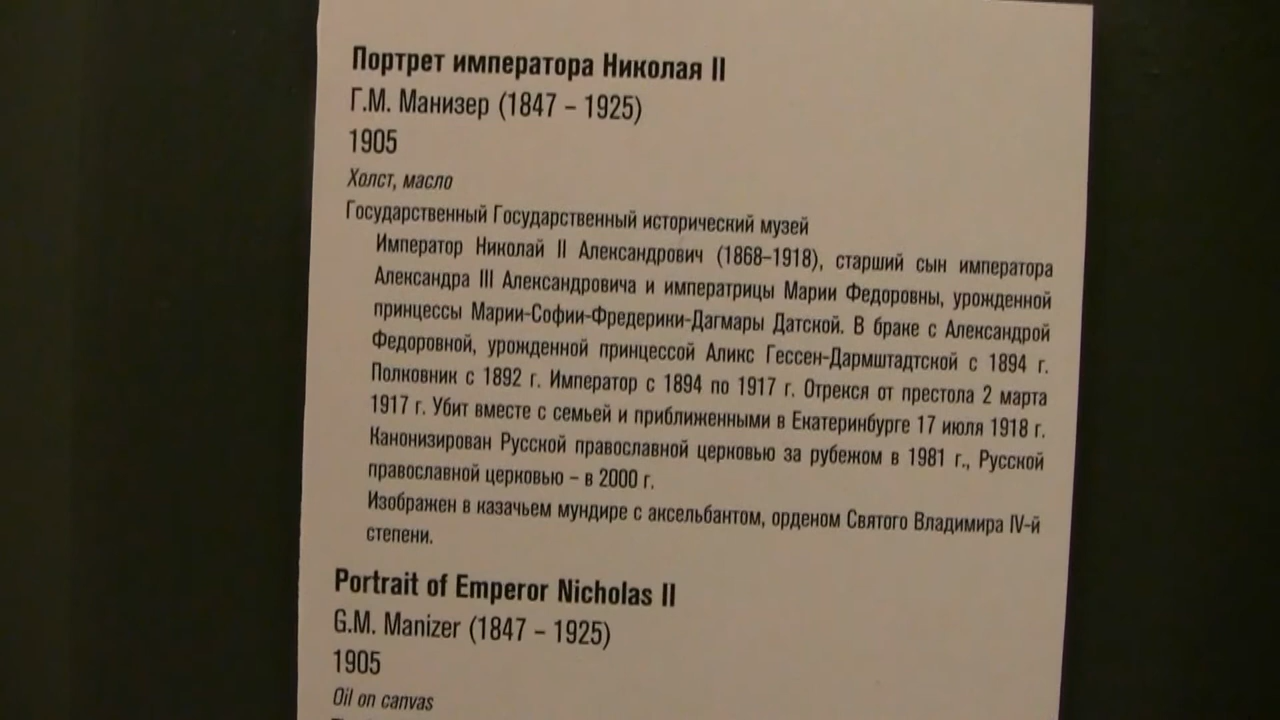 Портрет императора Николая II
Г.М. Манизер (1847 – 1925)
1905
Холст, масло
Государственный Государственный исторический музей
Император Николай II Александрович (1868–1918), старший сын императора
Александра III Александровича и императрицы Марии Федоровны, урожденной
принцессы Марии-Софии-Фредерики-Дагмары Датской. В браке с Александрой
Федоровной, урожденной принцессой Аликс Гессен-Дармштадтской с 1894 г.
Полковник с 1892 г. Император с 1894 по 1917 г. Отрекся от престола 2 марта
1917 г. Убит вместе с семьей и приближенными в Екатеринбурге 17 июля 1918 г.
Канонизирован Русской православной церковью за рубежом в 1981 г., Русской
православной церковью – в 2000 г.
Изображен в казачьем мундире с аксельбантом, орденом Святого Владимира IV-й
степени.
Portrait of Emperor Nicholas II
G.M. Manizer (1847 – 1925)
1905
Oil on canvas